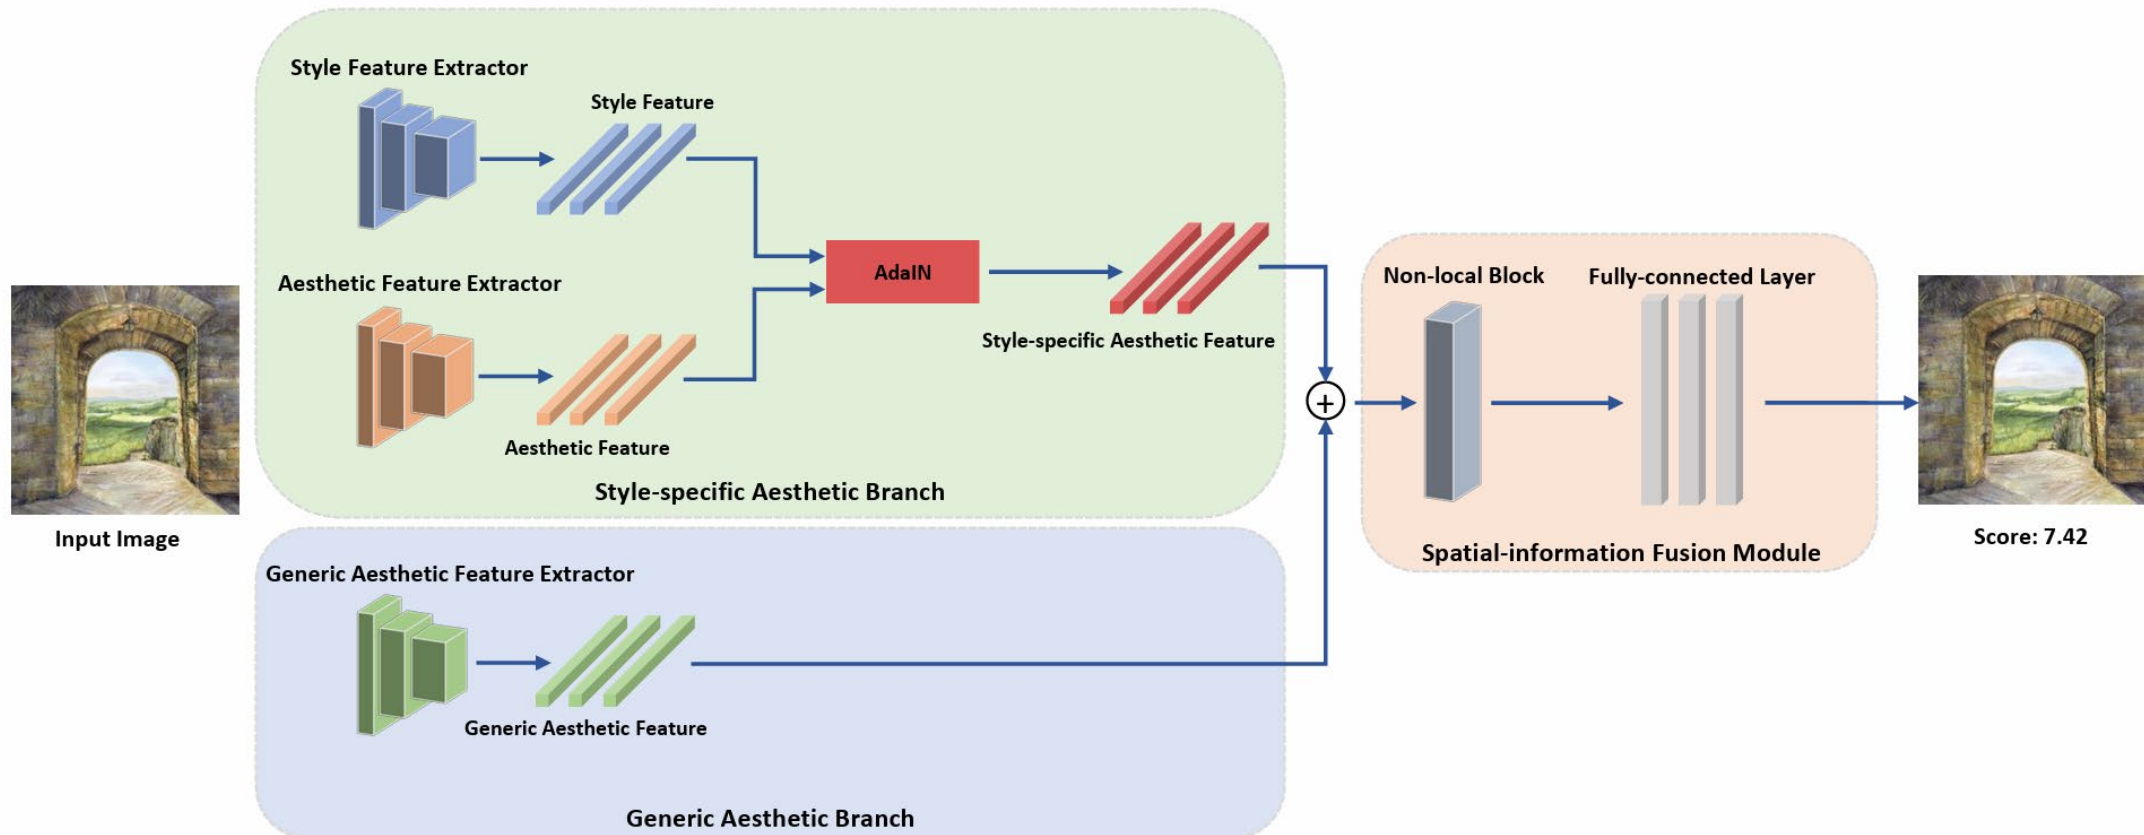 Style Feature Extractor
Style Feature
Aesthetic Feature Extractor
AdaIN
Style-specific Aesthetic Feature
Aesthetic Feature
Style-specific Aesthetic Branch
Input Image
Generic Aesthetic Feature Extractor
Generic Aesthetic Feature
Generic Aesthetic Branch
+
Non-local Block
Fully-connected Layer
Spatial-information Fusion Module
Score: 7.42